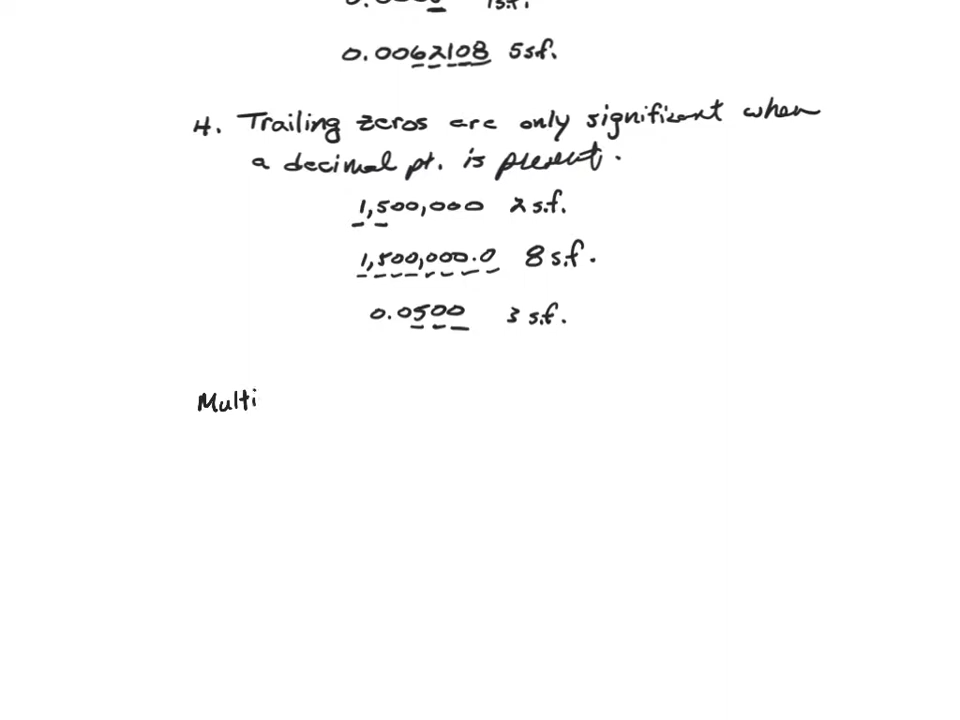 0.0062108 5 s.f.
4. Trailing zeros are only significant when
a decimal pt. is present.
1,500,000 2 s.f.
1,500,000.0 8 s.f.
0.0500 3 s.f.
Multi